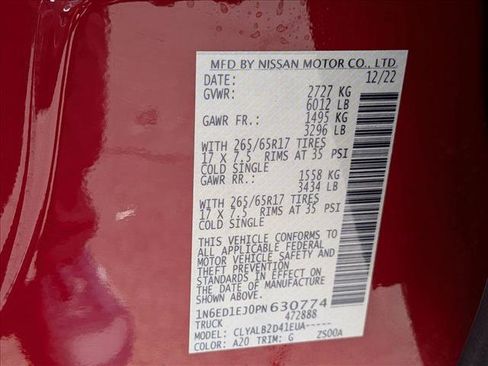 MFD BY NISSAN MOTOR CO., LTD.
DATE: 12/22
GVWR: 2727 KG
6012 LB
GAWR FR: 1495 KG
3296 LB
WITH 265/65R17 TIRES
17 X 7.5 RIMS AT 35 PSI
COLD SINGLE
GAWR RR: 1558 KG
3434 LB
WITH 265/65R17 TIRES
17 X 7.5 RIMS AT 35 PSI
COLD SINGLE
THIS VEHICLE CONFORMS TO
ALL APPLICABLE FEDERAL
MOTOR VEHICLE SAFETY AND
THEFT PREVENTION
STANDARDS IN EFFECT ON
THE DATE OF MANUFACTURE
SHOWN ABOVE.
1N6ED1EJ0PN630774
TRUCK 472888
MODEL: CLYALB2D41EUA-----
COLOR: A20 TRIM: G ZS00A